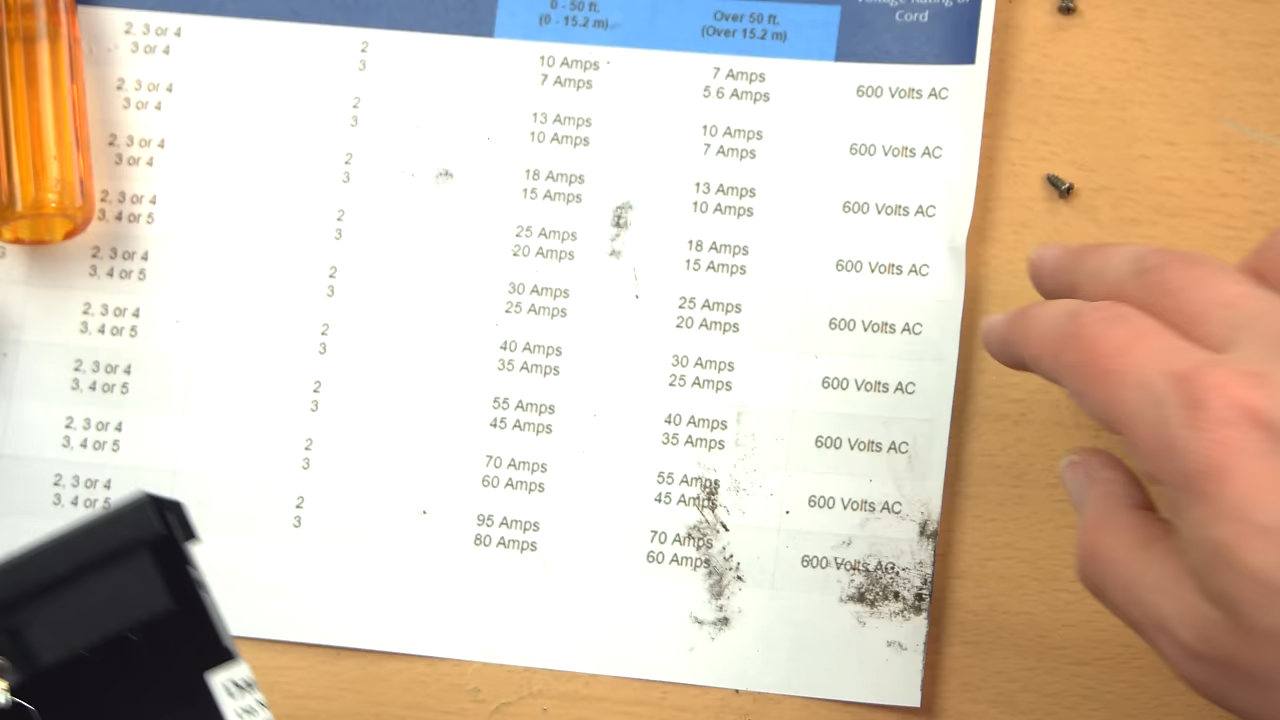 0 - 50 ft.
(0 - 15.2 m)
Over 50 ft.
(Over 15.2 m)
Voltage Rating of
Cord
2, 3 or 4 2 10 Amps 7 Amps
3 or 4 3 7 Amps 5.6 Amps 600 Volts AC
2, 3 or 4 2 13 Amps 10 Amps
3 or 4 3 10 Amps 7 Amps 600 Volts AC
2, 3 or 4 2 18 Amps 13 Amps
3 or 4 3 15 Amps 10 Amps 600 Volts AC
2, 3 or 4 2 25 Amps 18 Amps
3, 4 or 5 3 20 Amps 15 Amps 600 Volts AC
G 2, 3 or 4 2 30 Amps 25 Amps
3, 4 or 5 3 25 Amps 20 Amps 600 Volts AC
2, 3 or 4 2 40 Amps 30 Amps
3, 4 or 5 3 35 Amps 25 Amps 600 Volts AC
2, 3 or 4 2 55 Amps 40 Amps
3, 4 or 5 3 45 Amps 35 Amps 600 Volts AC
2, 3 or 4 2 70 Amps 55 Amps
3, 4 or 5 3 60 Amps 45 Amps 600 Volts AC
2, 3 or 4 2 95 Amps 70 Amps
3, 4 or 5 3 80 Amps 60 Amps 600 Volts AC